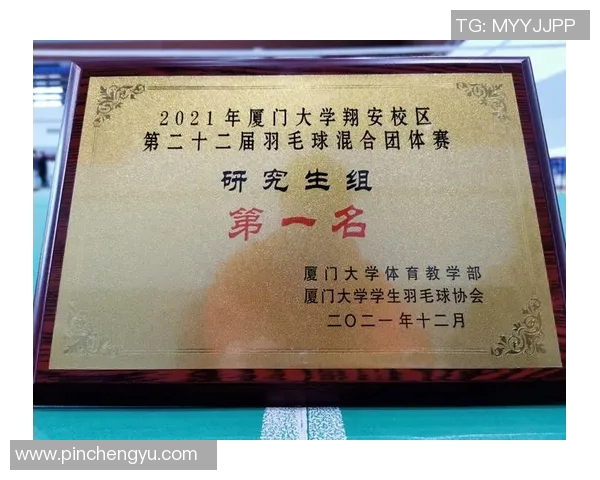 TG: MYYJJPP
2021年厦门大学翔安校区
第二十二届羽毛球混合团体赛
研究生组
第一名
厦门大学体育教学部
厦门大学学生羽毛球协会
二〇二一年十二月
www.pinchengyu.com